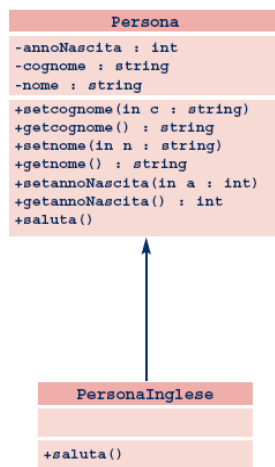 Persona
-annoNascita : int
-cognome : string
-nome : string
+setcognome(in c : string)
+getcognome() : string
+setnome(in n : string)
+getnome() : string
+setannoNascita(in a : int)
+getannoNascita() : int
+saluta()
PersonaInglese
+saluta()